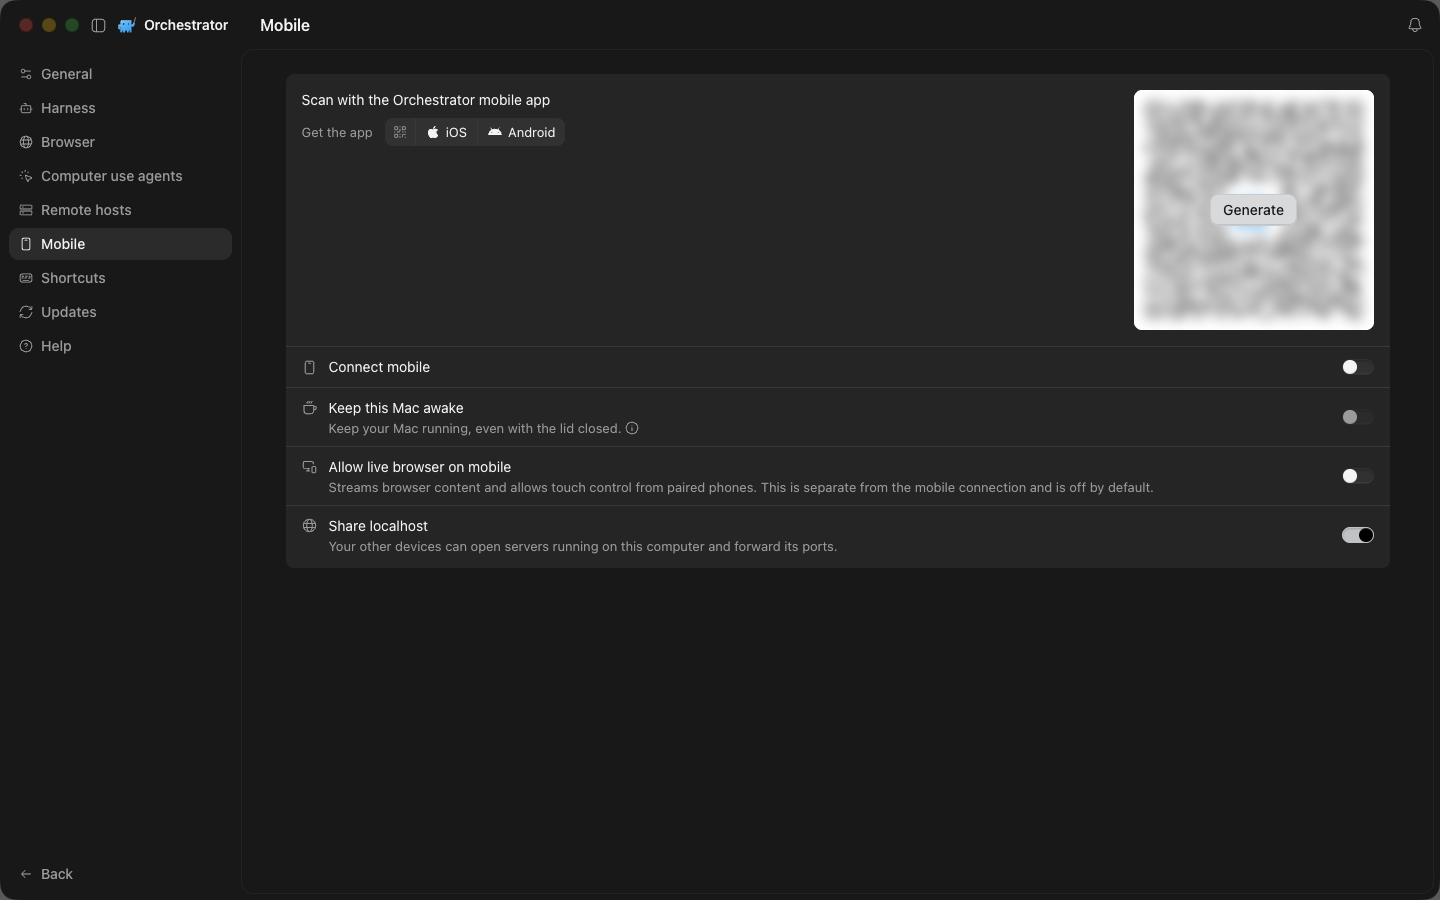 Orchestrator
Mobile
General
Harness
Browser
Computer use agents
Remote hosts
Mobile
Shortcuts
Updates
Help
Back
Scan with the Orchestrator mobile app
Get the app iOS Android
Generate
Connect mobile
Keep this Mac awake
Keep your Mac running, even with the lid closed.
Allow live browser on mobile
Streams browser content and allows touch control from paired phones. This is separate from the mobile connection and is off by default.
Share localhost
Your other devices can open servers running on this computer and forward its ports.